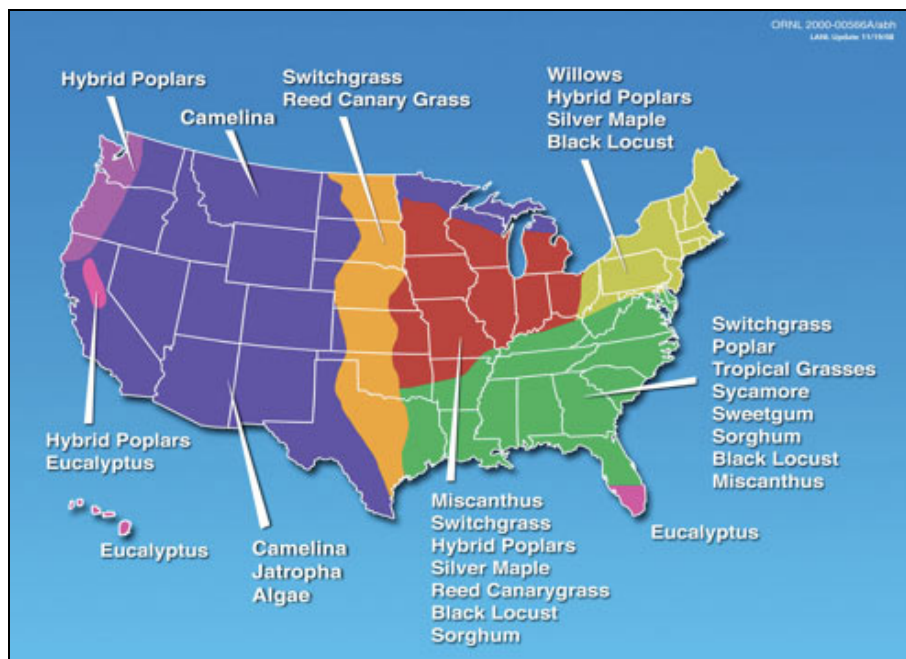 ORNL 2000-00566A/abh
LANL Update 11/19/08
Hybrid Poplars
Camelina
Switchgrass
Reed Canary Grass
Willows
Hybrid Poplars
Silver Maple
Black Locust
Switchgrass
Poplar
Tropical Grasses
Sycamore
Sweetgum
Sorghum
Black Locust
Miscanthus
Hybrid Poplars
Eucalyptus
Eucalyptus
Camelina
Jatropha
Algae
Miscanthus
Switchgrass
Hybrid Poplars
Silver Maple
Reed Canarygrass
Black Locust
Sorghum
Eucalyptus